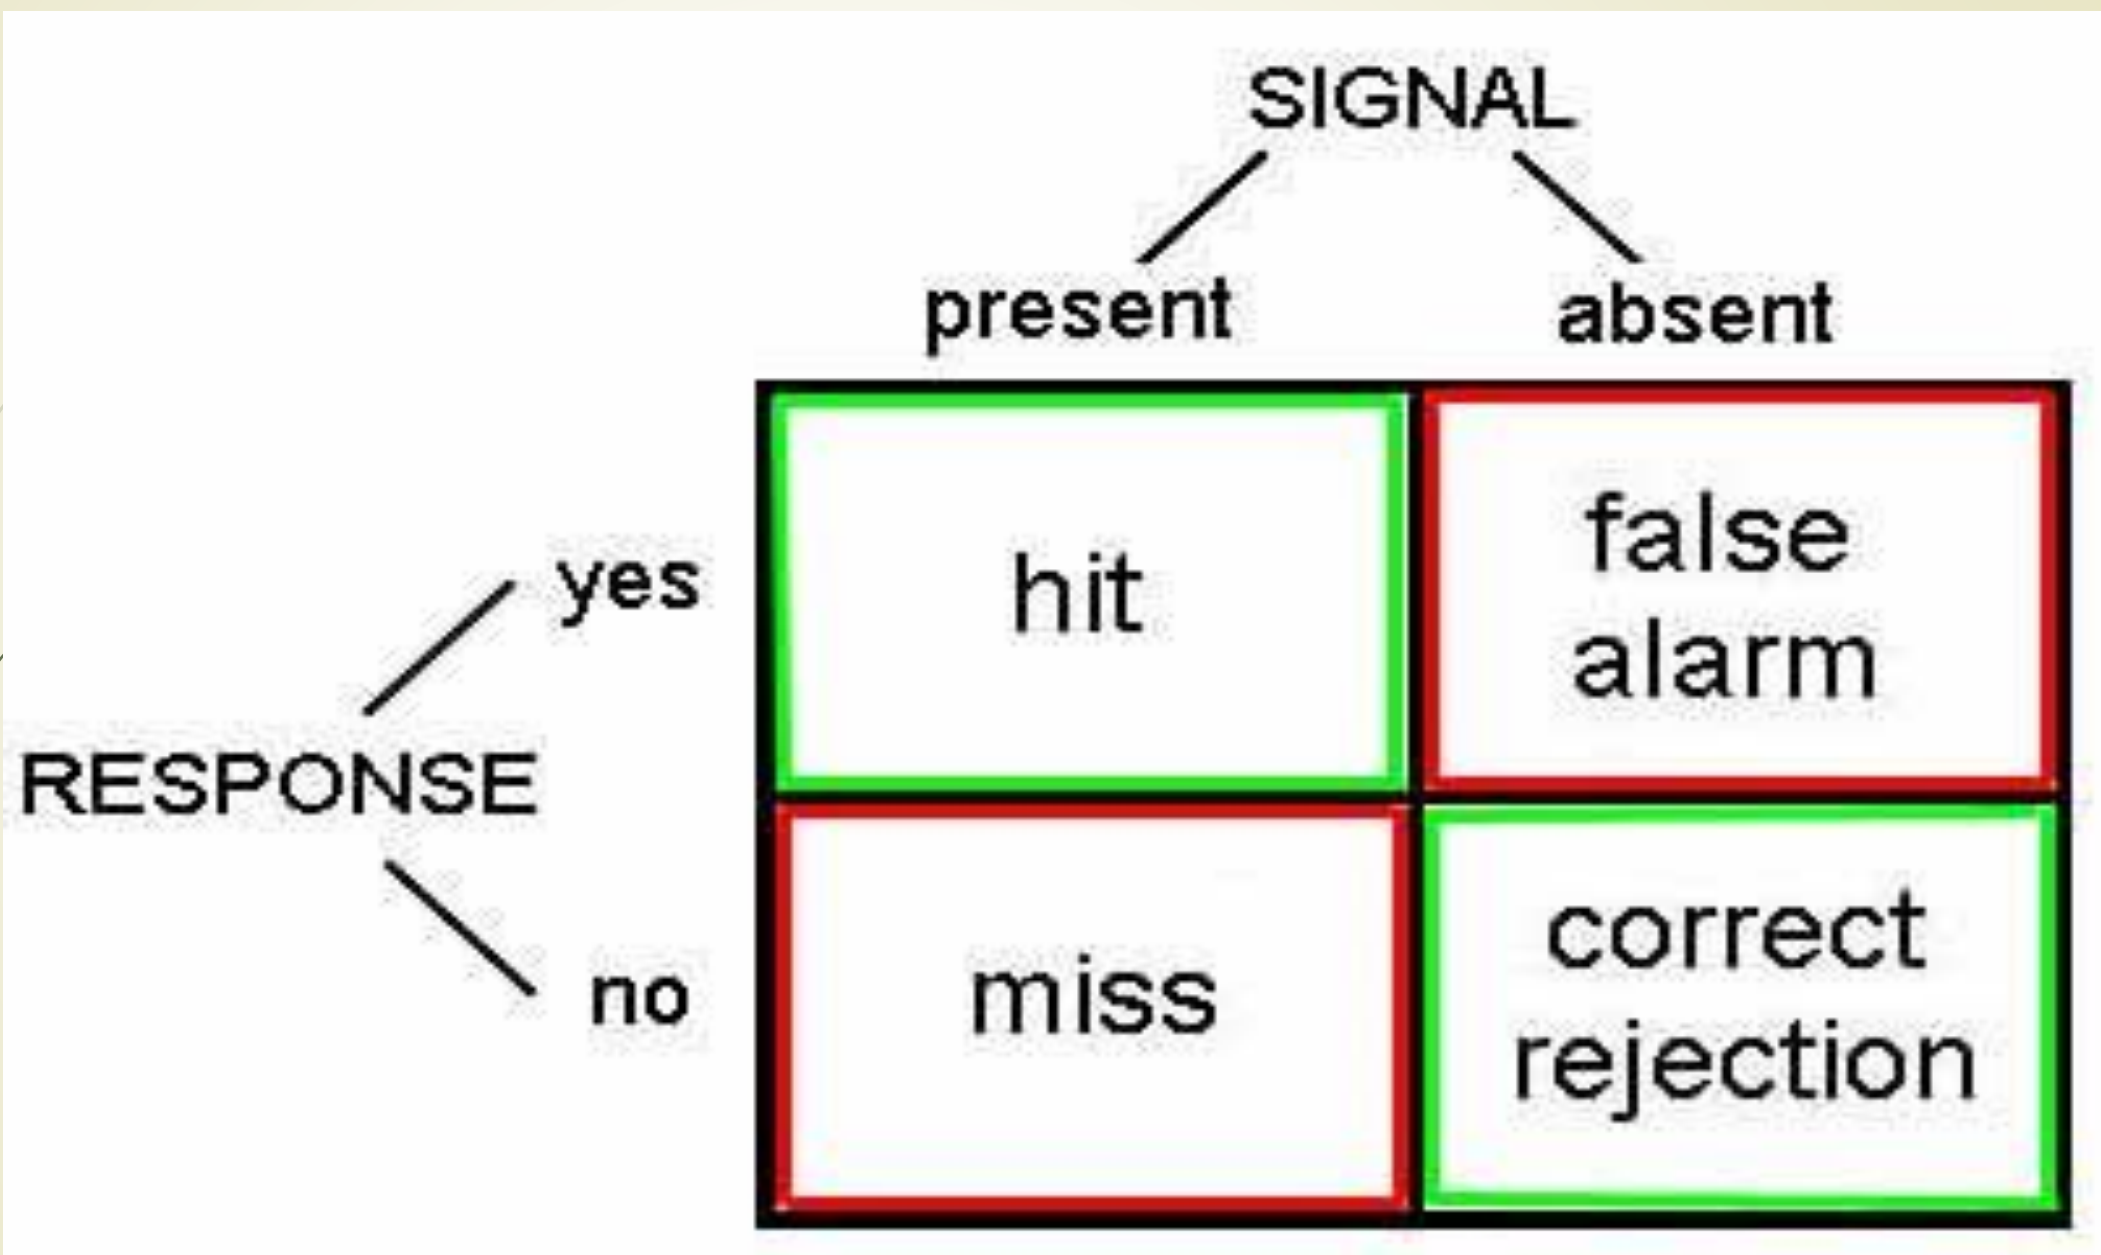 SIGNAL
present absent
yes
hit
false
alarm
RESPONSE
no
miss
correct
rejection